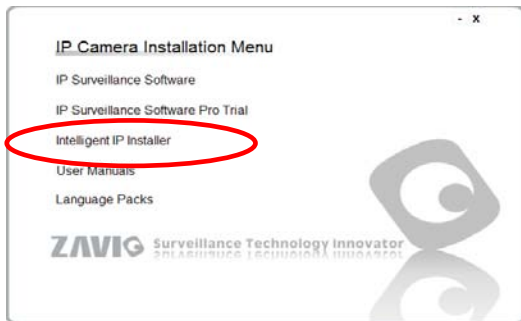 - x
IP Camera Installation Menu
IP Surveillance Software
IP Surveillance Software Pro Trial
Intelligent IP Installer
User Manuals
Language Packs
ZAVIO Surveillance Technology Innovator